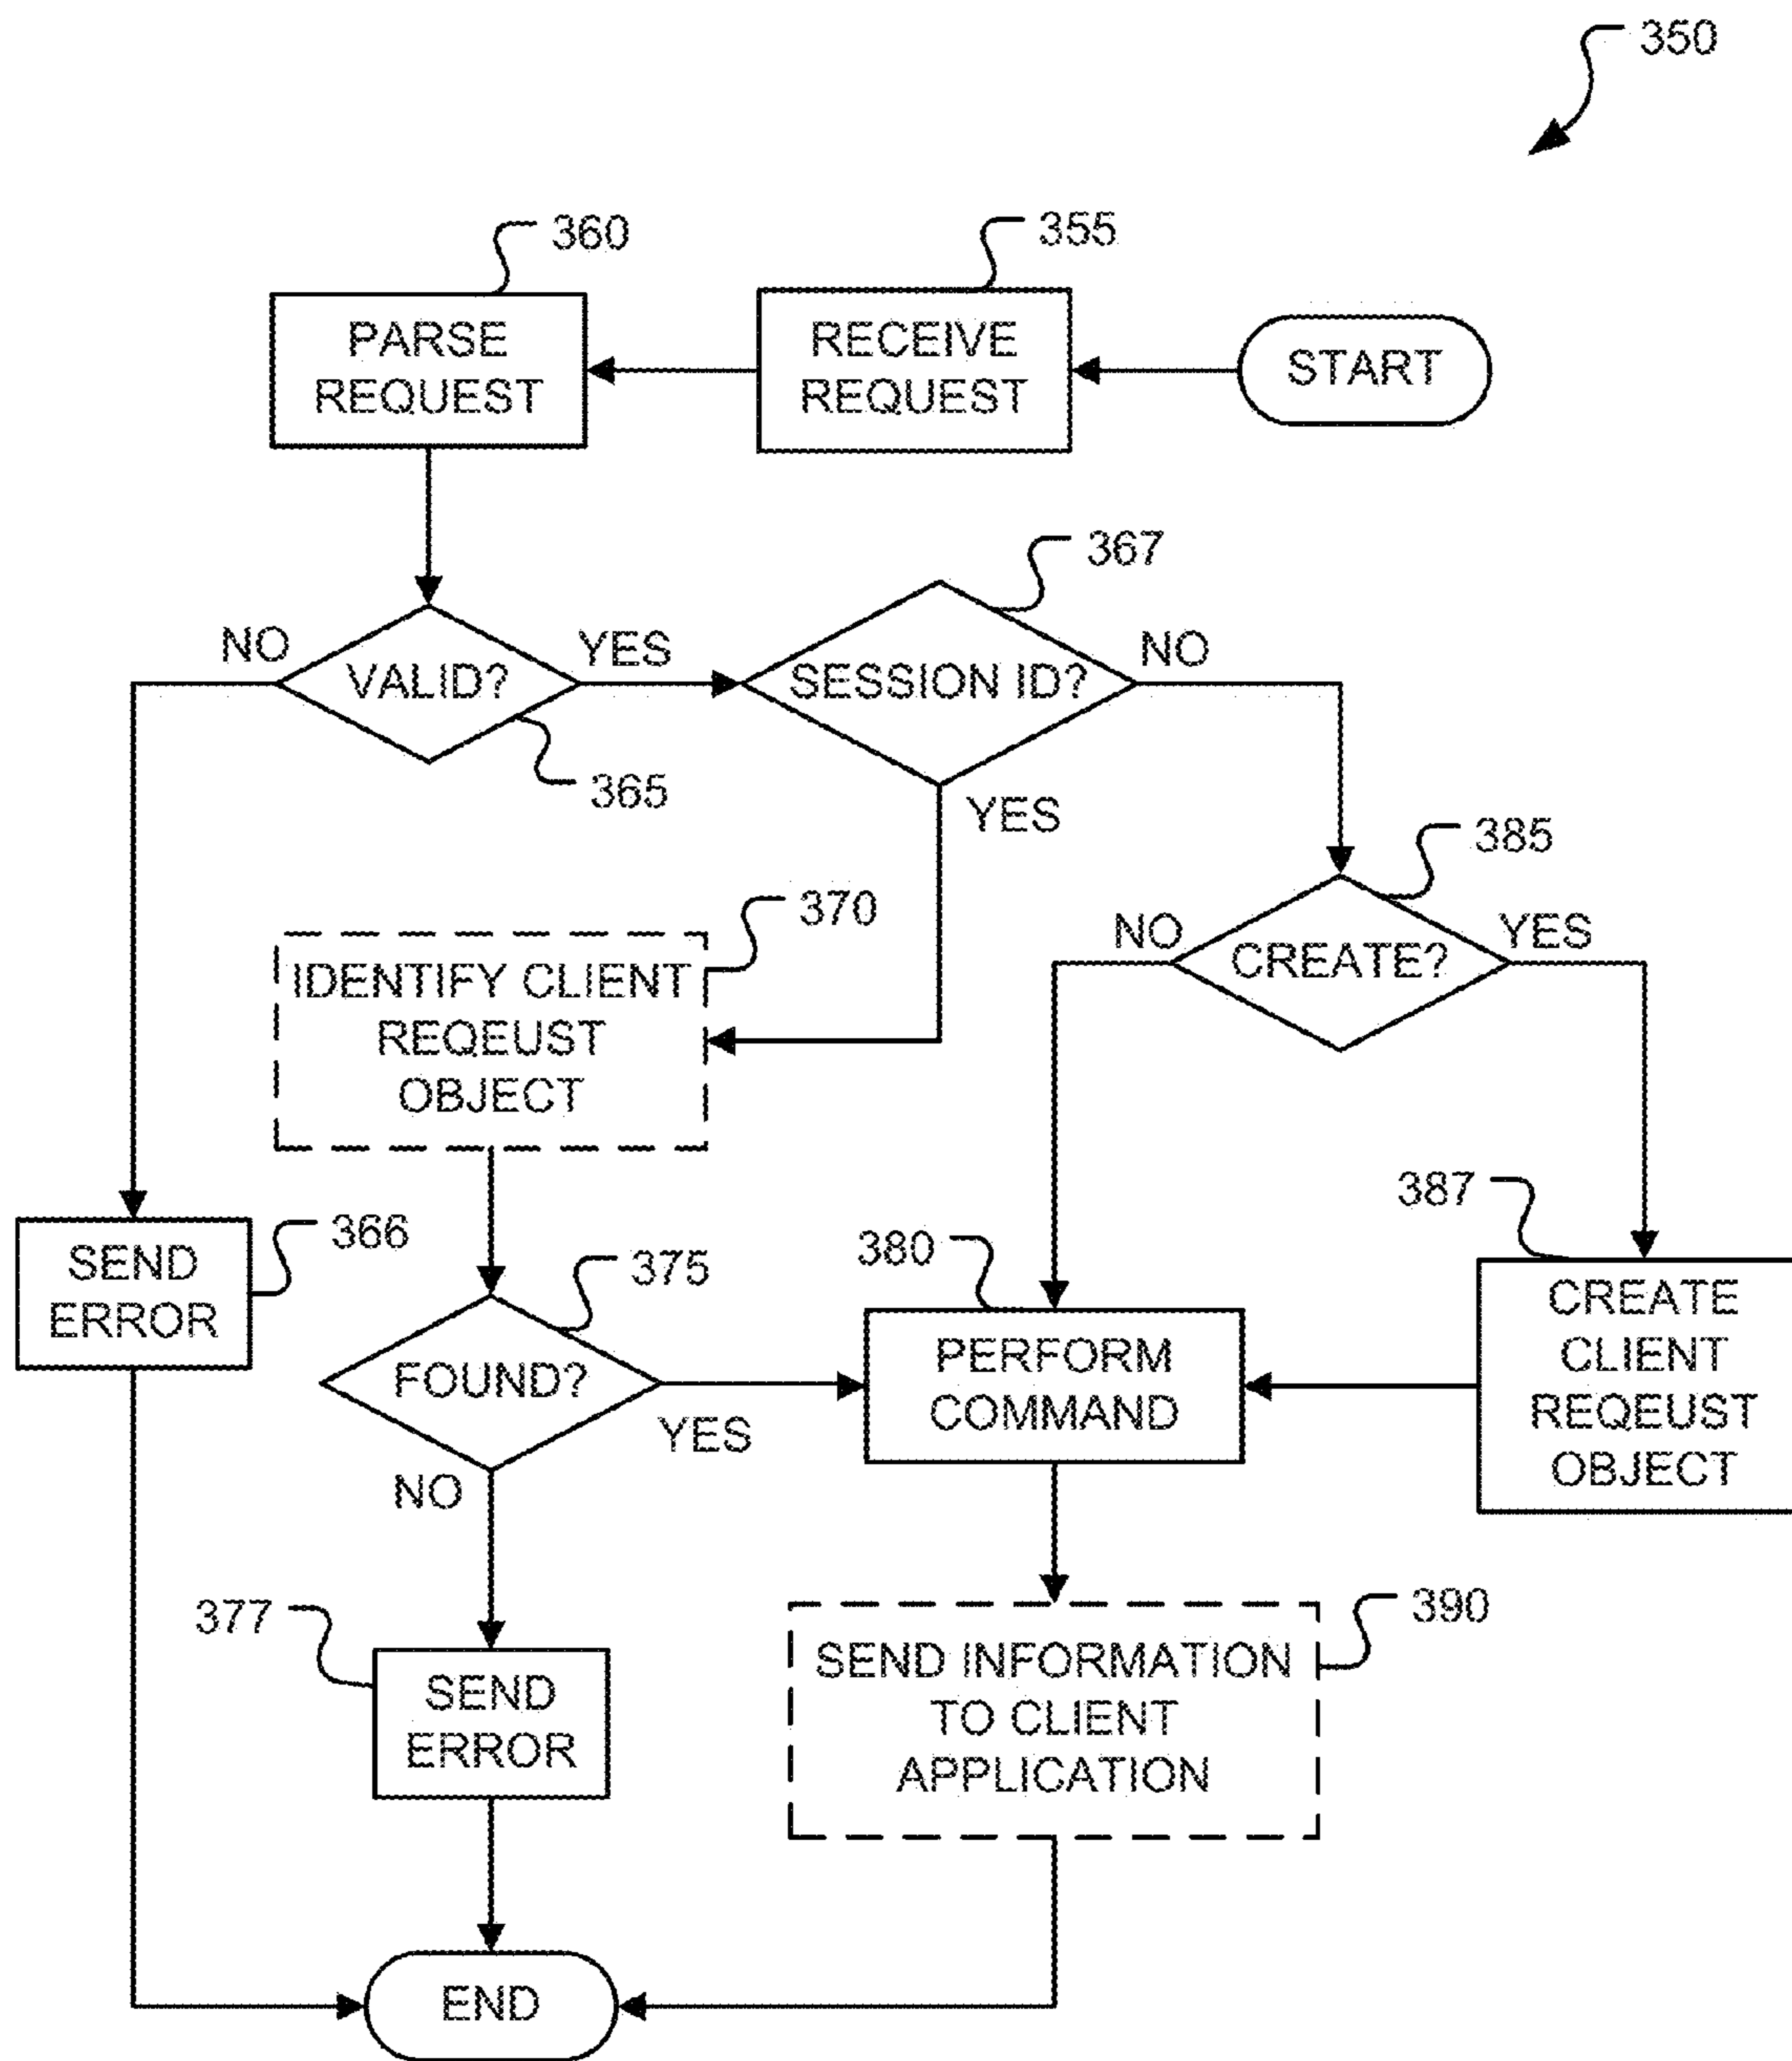 350
360
355
PARSE
REQUEST
RECEIVE
REQUEST
START
367
NO
VALID?
YES
SESSION ID?
NO
365
YES
385
370
NO
CREATE?
YES
IDENTIFY CLIENT
REQEUST
OBJECT
387
366
SEND
ERROR
375
380
CREATE
CLIENT
REQEUST
OBJECT
FOUND?
YES
PERFORM
COMMAND
NO
377
390
SEND
ERROR
SEND INFORMATION
TO CLIENT
APPLICATION
END